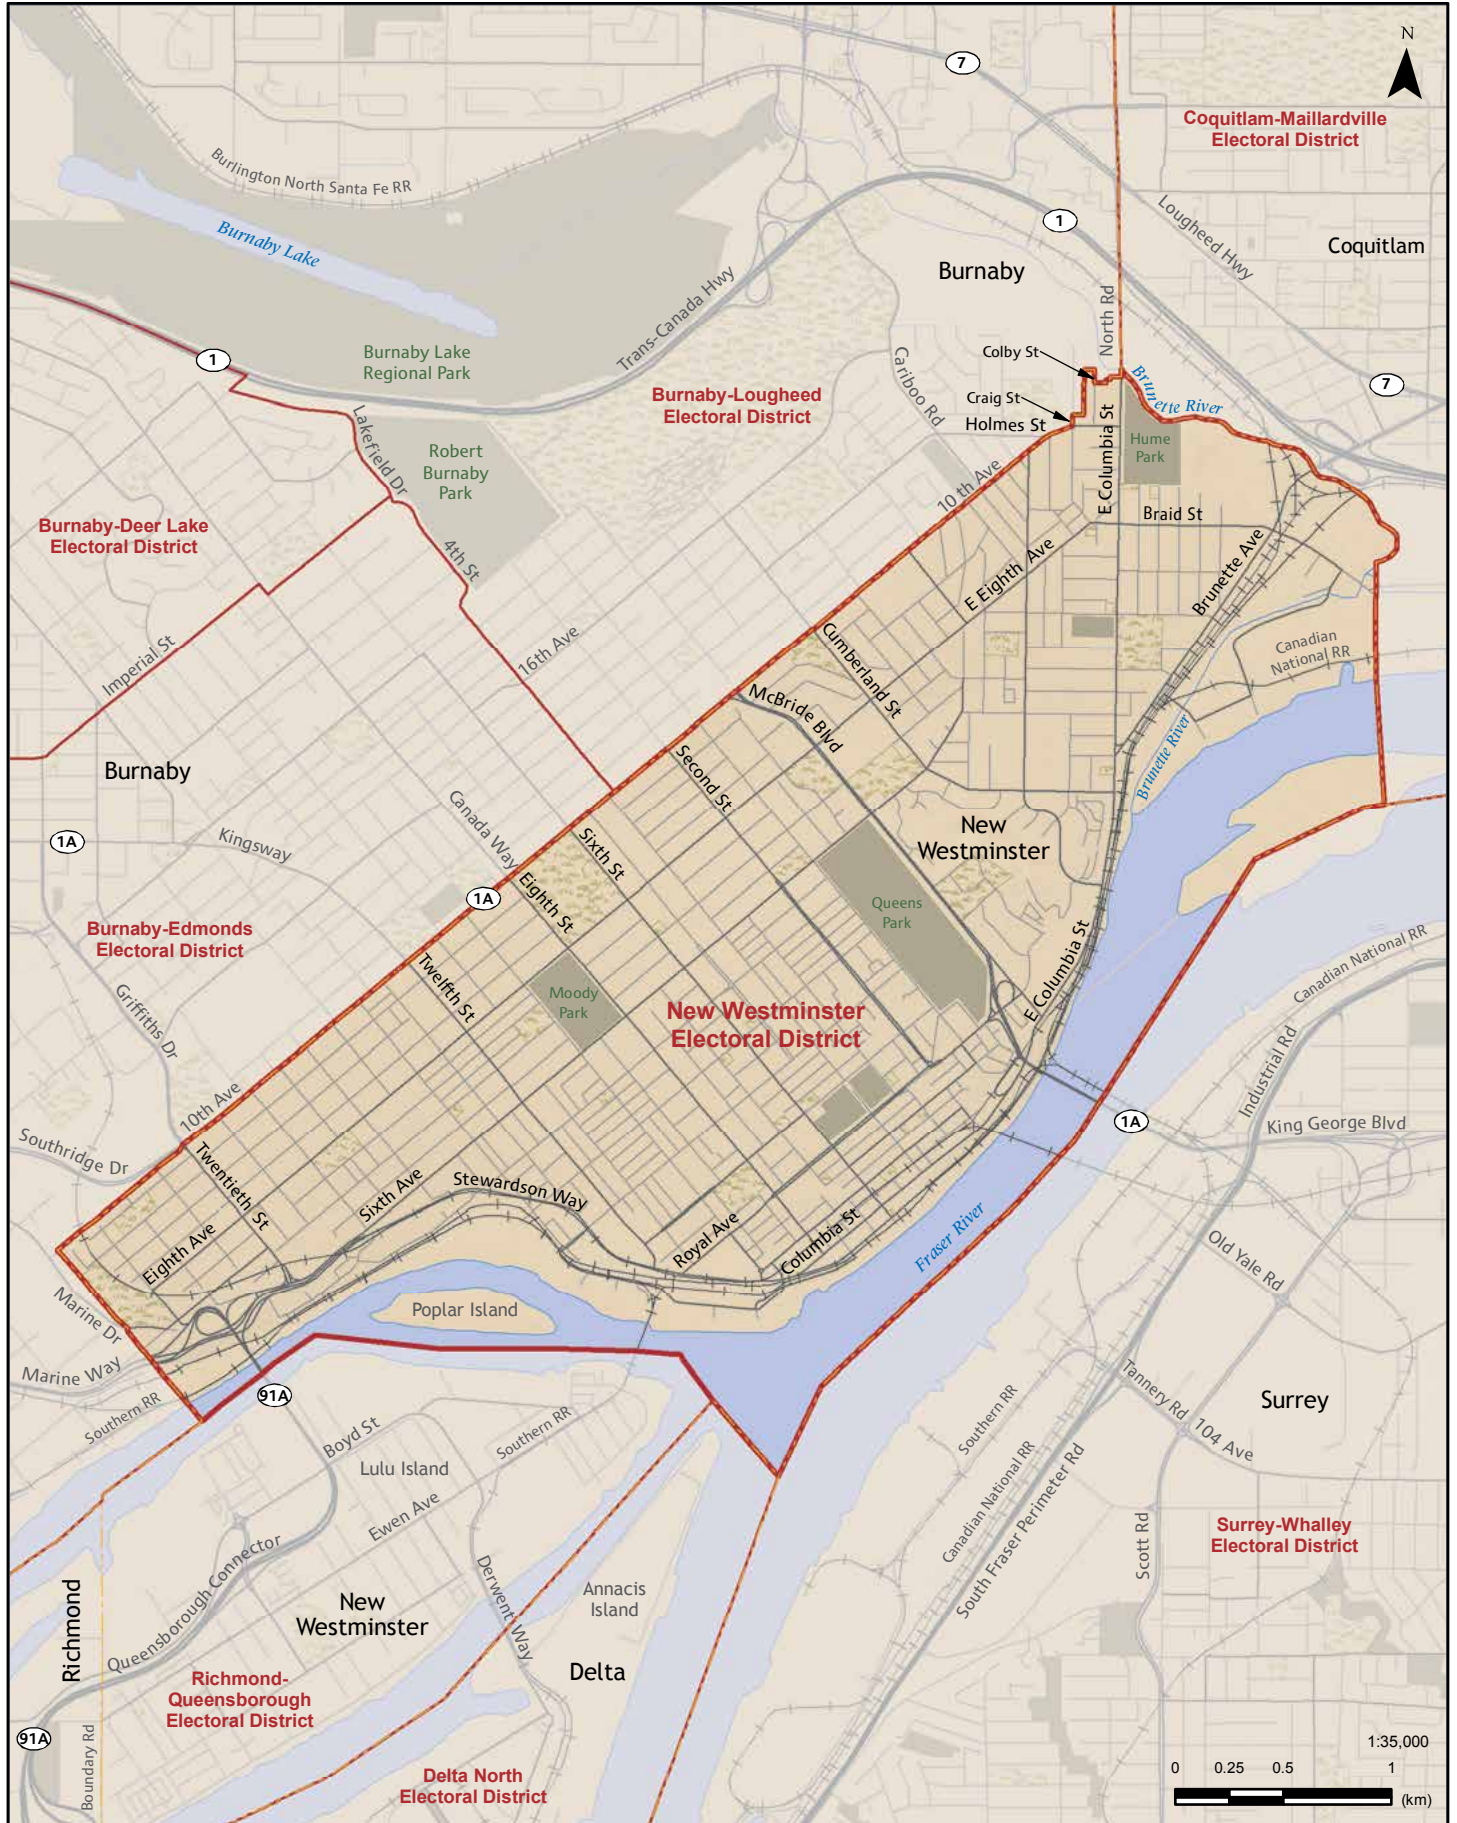 N
7
Coquitlam-Maillardville
Electoral District
Burlington North Santa Fe RR
Burnaby Lake
1
Lougheed Hwy
Coquitlam
Burnaby
Trans-Canada Hwy
North Rd
1
Burnaby Lake
Regional Park
Colby St
Brunette River
7
Cariboo Rd
Craig St
Holmes St
Burnaby-Lougheed
Electoral District
Lakefield Dr
Robert
Burnaby
Park
E Columbia St
Hume
Park
10 th Ave
Braid St
Burnaby-Deer Lake
Electoral District
4th St
E Eighth Ave
Brunette Ave
Imperial St
16th Ave
Cumberland St
Canadian
National RR
McBride Blvd
Brunette River
Burnaby
Second St
Canada Way
1A
Kingsway
Sixth St
New
Westminster
1A
Eighth St
Queens
Park
Burnaby-Edmonds
Electoral District
Twelfth St
E Columbia St
Canadian National RR
Griffiths Dr
Moody
Park
New Westminster
Electoral District
Industrial Rd
10th Ave
1A
King George Blvd
Southridge Dr
Twentieth St
Sixth Ave
Stewardson Way
Eighth Ave
Royal Ave
Columbia St
Fraser River
Old Yale Rd
Marine Dr
Poplar Island
Marine Way
91A
Southern RR
Boyd St
Southern RR
Lulu Island
Southern RR
Tannery Rd
Surrey
104 Ave
Ewen Ave
Canadian National RR
South Fraser Perimeter Rd
Scott Rd
Surrey-Whalley
Electoral District
Queensborough Connector
Derwent Way
Annacis
Island
Richmond
New
Westminster
Delta
Richmond-
Queensborough
Electoral District
91A
Boundary Rd
Delta North
Electoral District
1:35,000
0 0.25 0.5 1
(km)